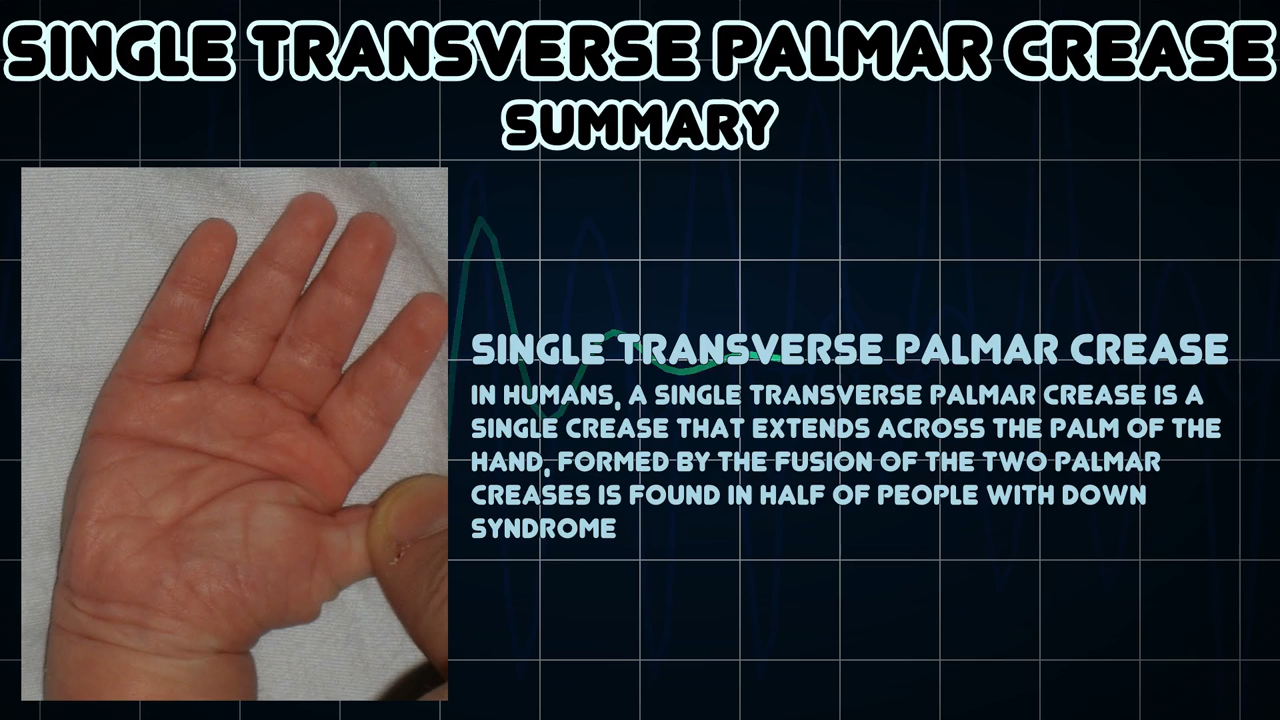 SINGLE TRANSVERSE PALMAR CREASE
SUMMARY
SINGLE TRANSVERSE PALMAR CREASE
IN HUMANS, A SINGLE TRANSVERSE PALMAR CREASE IS A
SINGLE CREASE THAT EXTENDS ACROSS THE PALM OF THE
HAND, FORMED BY THE FUSION OF THE TWO PALMAR
CREASES IS FOUND IN HALF OF PEOPLE WITH DOWN
SYNDROME